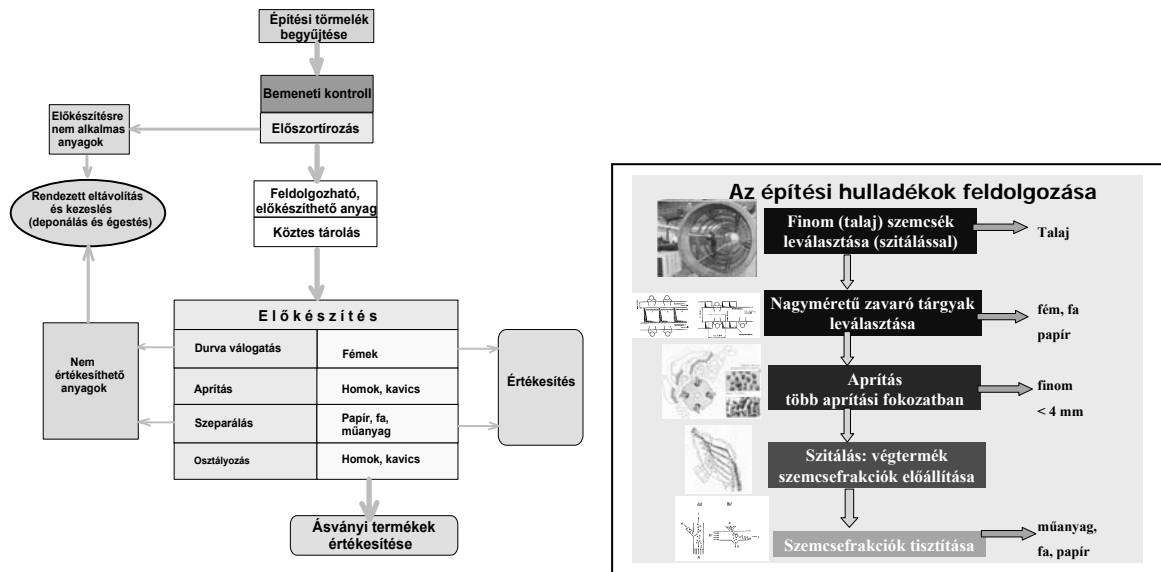 Építési törmelék
begyűjtése
Bemeneti kontroll
Előszortírozás
Előkészítésre
nem alkalmas
anyagok
Rendezett eltávolítás
és kezeslés
(deponálás és égestés)
Feldolgozható,
előkészíthető anyag
Köztes tárolás
Előkészítés
Durva válogatás
Fémek
Aprítás
Homok, kavics
Szeparálás
Papír, fa,
műanyag
Osztályozás
Homok, kavics
Nem
értékesíthető
anyagok
Értékesítés
Ásványi termékek
értékesítése
Az építési hulladékok feldolgozása
Finom (talaj) szemcsék
leválasztása (szitálással)
Talaj
Nagyméretű zavaró tárgyak
leválasztása
fém, fa
papír
Aprítás
több aprítási fokozatban
finom
< 4 mm
Szitálás: végtermék
szemcsefrakciók előállítása
Szemcsefrakciók tisztítása
műanyag,
fa, papír